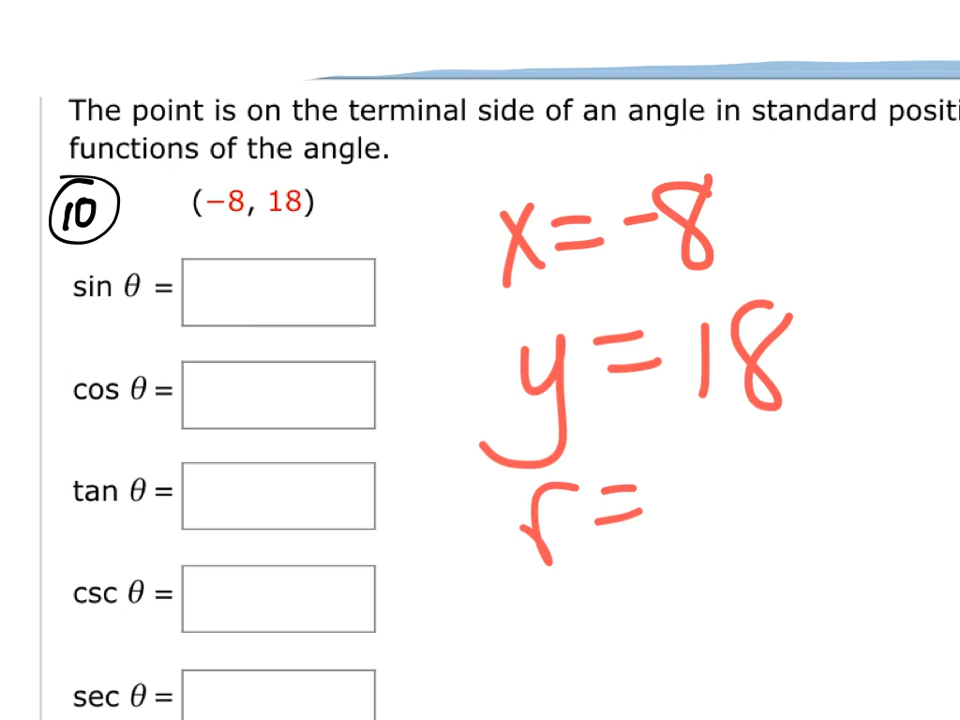 The point is on the terminal side of an angle in standard positi
functions of the angle.
10 (−8, 18)
x = -8
sin θ =
y = 18
cos θ =
tan θ =
r =
csc θ =
sec θ =